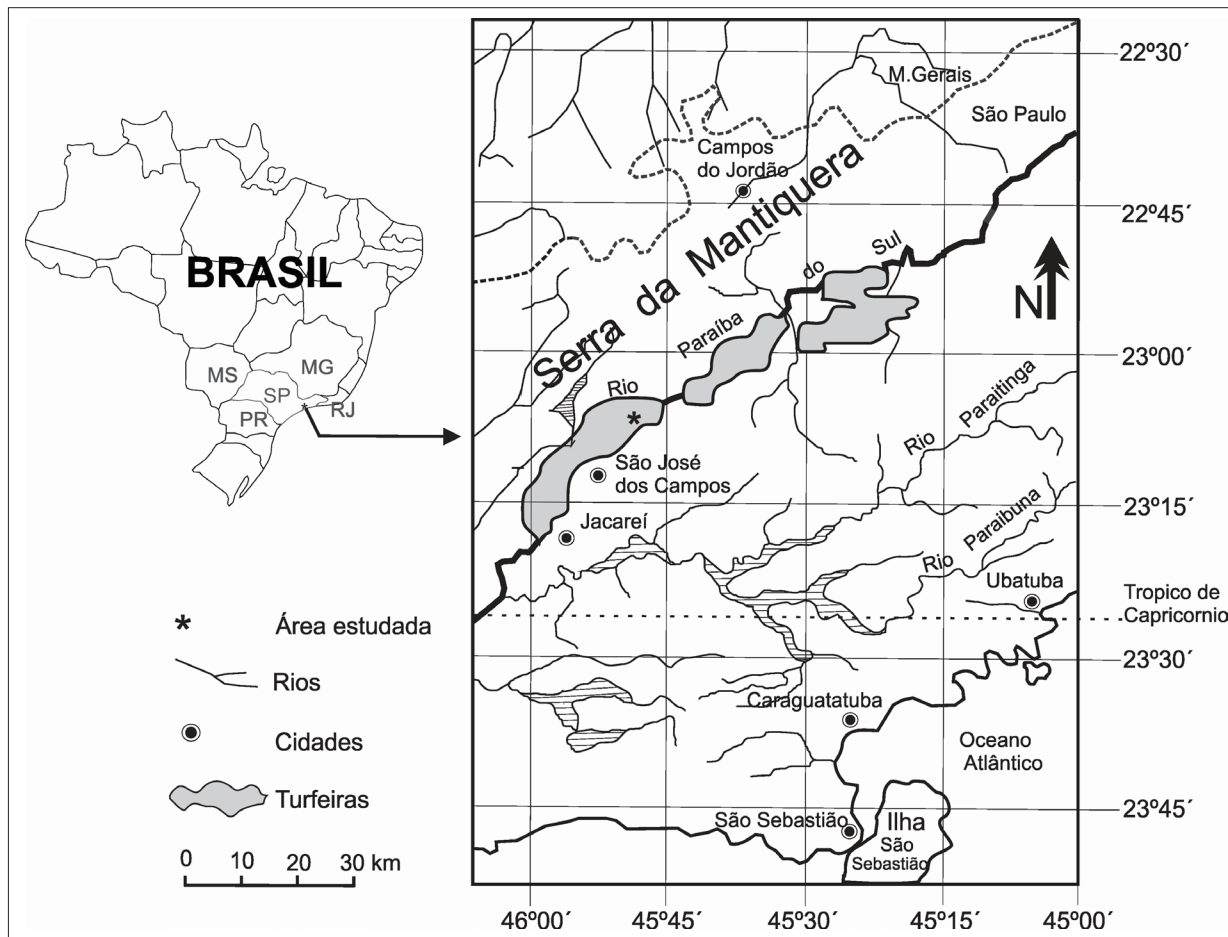 BRASIL
MS
MG
SP
PR
RJ
Área estudada
Rios
Cidades
Turfeiras
0 10 20 30 km
M.Gerais
São Paulo
Campos
do Jordão
Serra da Mantiquera
Rio Paraíba do Sul
N
Rio Paraitinga
Rio Paraibuna
São José
dos Campos
Jacareí
Ubatuba
Tropico de
Capricornio
Caraguatatuba
Oceano
Atlântico
São Sebastião
Ilha
São
Sebastião
22º30´
22º45´
23º00´
23º15´
23º30´
23º45´
46º00´ 45º45´ 45º30´ 45º15´ 45º00´